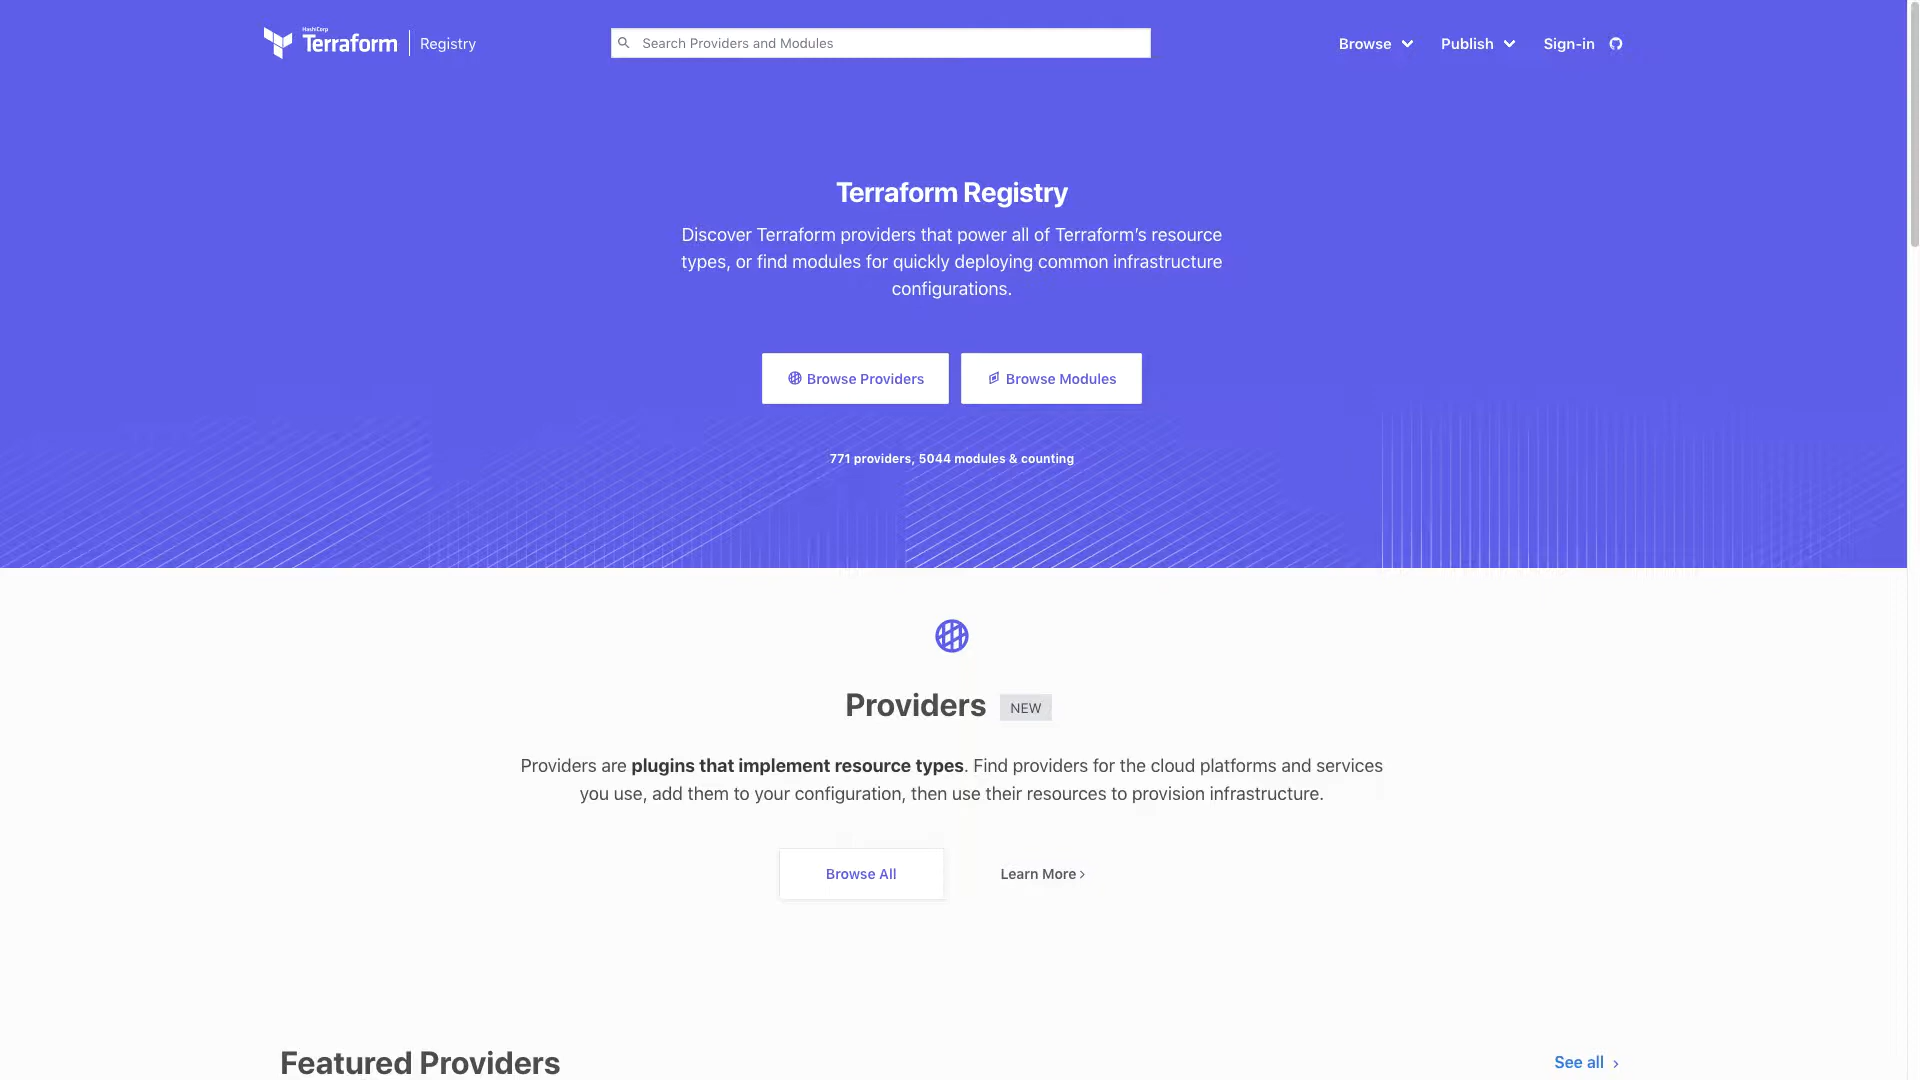 HashiCorp
Terraform
Registry
Search Providers and Modules
Browse
Publish
Sign-in
Terraform Registry
Discover Terraform providers that power all of Terraform’s resource
types, or find modules for quickly deploying common infrastructure
configurations.
Browse Providers
Browse Modules
771 providers, 5044 modules & counting
Providers NEW
Providers are plugins that implement resource types. Find providers for the cloud platforms and services
you use, add them to your configuration, then use their resources to provision infrastructure.
Browse All
Learn More
Featured Providers
See all